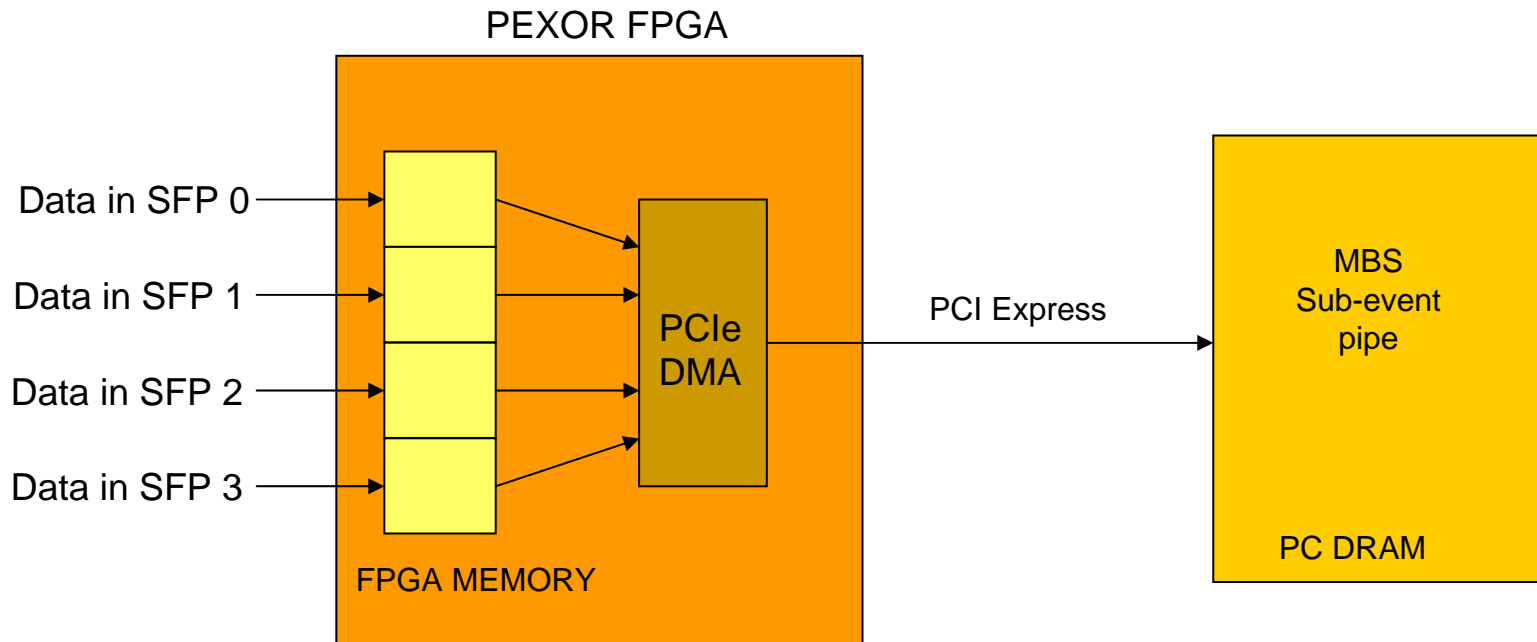 PEXOR FPGA
Data in SFP 0
Data in SFP 1
Data in SFP 2
Data in SFP 3
PCIe
DMA
FPGA MEMORY
PCI Express
MBS
Sub-event
pipe
PC DRAM